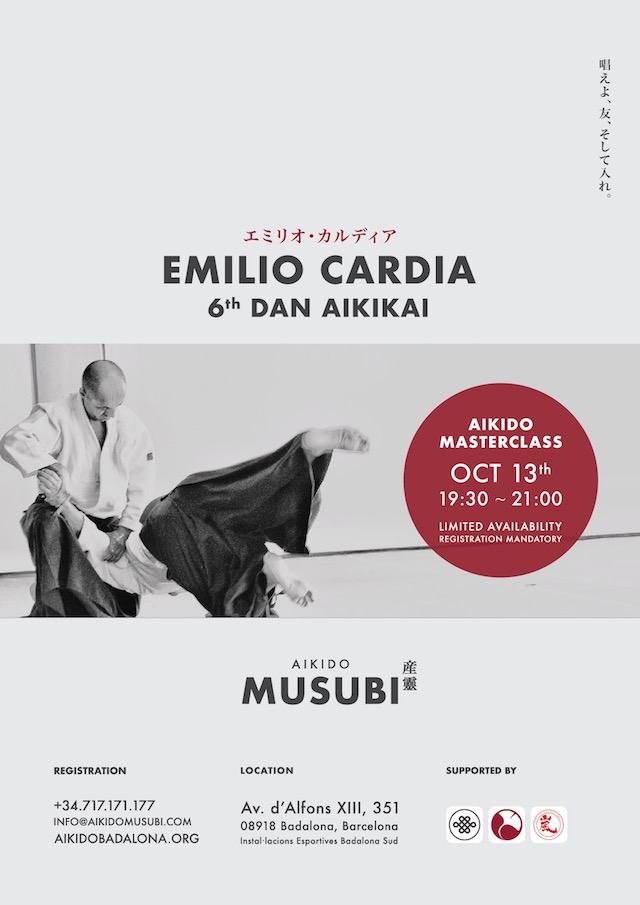 唱えよ、友、そして入れ。
エミリオ・カルディア
EMILIO CARDIA
6th DAN AIKIKAI
AIKIDO
MASTERCLASS
OCT 13th
19:30 ~ 21:00
LIMITED AVAILABILITY
REGISTRATION MANDATORY
AIKIDO
MUSUBI
産靈
REGISTRATION
+34.717.171.177
INFO@AIKIDOMUSUBI.COM
AIKIDOBADALONA.ORG
LOCATION
Av. d'Alfons XIII, 351
08918 Badalona, Barcelona
Instal·lacions Esportives Badalona Sud
SUPPORTED BY
嵐